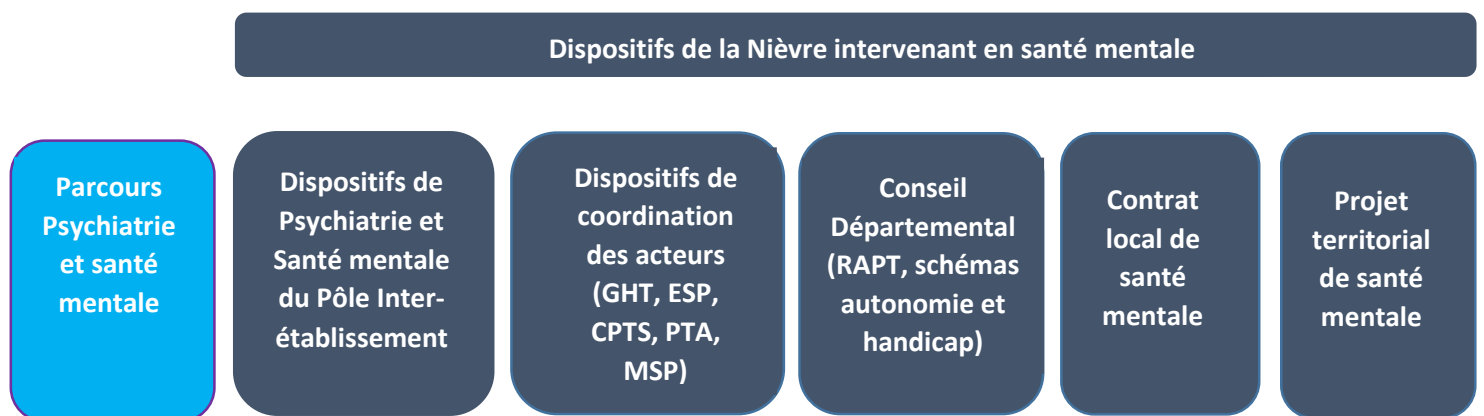 Dispositifs de la Nièvre intervenant en santé mentale
Parcours
Psychiatrie
et santé
mentale
Dispositifs de
Psychiatrie et
Santé mentale
du Pôle Inter-
établissement
Dispositifs de
coordination
des acteurs
(GHT, ESP,
CPTS, PTA,
MSP)
Conseil
Départemental
(RAPT, schémas
autonomie et
handicap)
Contrat
local de
santé
mentale
Projet
territorial
de santé
mentale